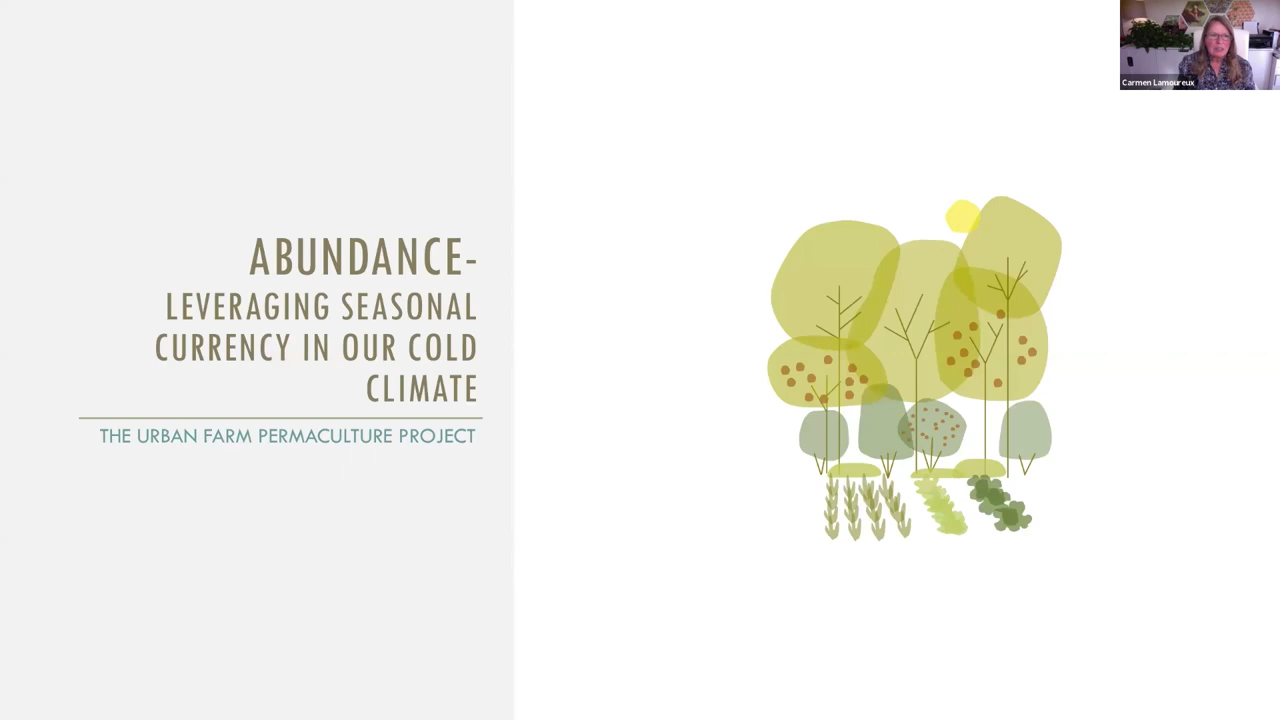 ABUNDANCE-
LEVERAGING SEASONAL
CURRENCY IN OUR COLD
CLIMATE
THE URBAN FARM PERMACULTURE PROJECT
Carmen Lamoureux